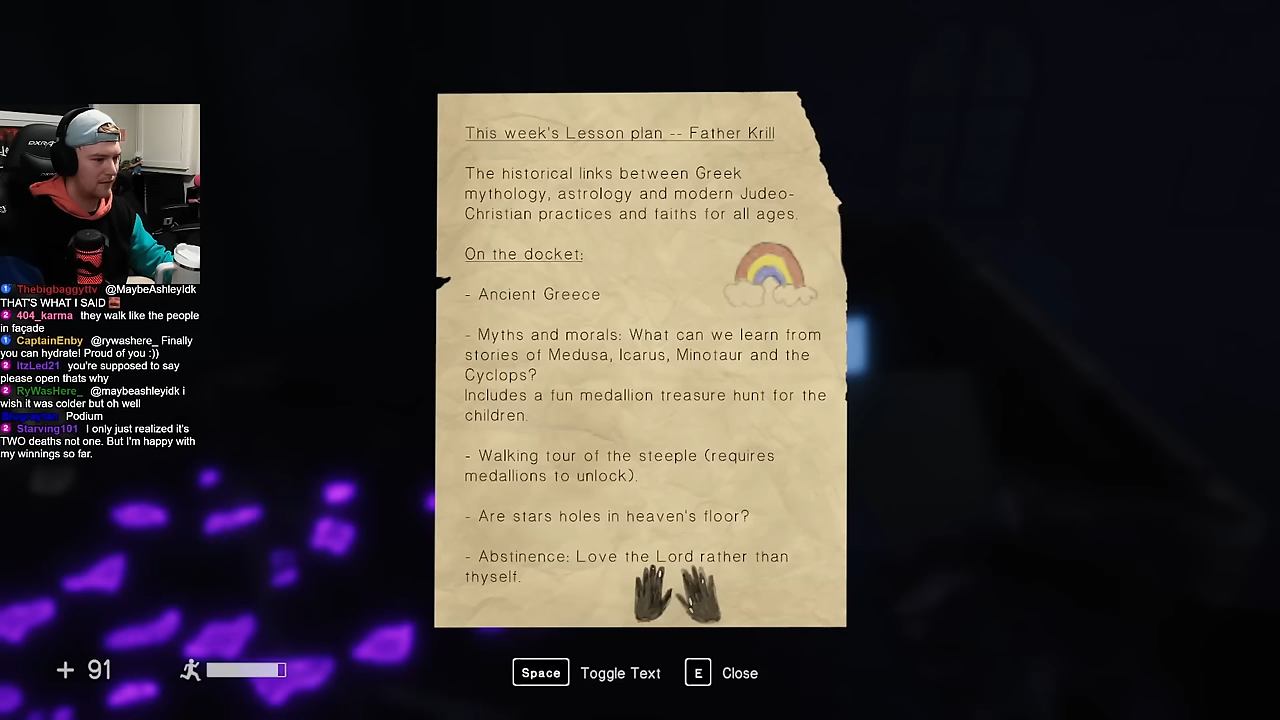 This week's Lesson plan -- Father Krill
The historical links between Greek
mythology, astrology and modern Judeo-
Christian practices and faiths for all ages.
On the docket:
- Ancient Greece
- Myths and morals: What can we learn from
stories of Medusa, Icarus, Minotaur and the
Cyclops?
Includes a fun medallion treasure hunt for the
children.
- Walking tour of the steeple (requires
medallions to unlock).
- Are stars holes in heaven's floor?
- Abstinence: Love the Lord rather than
thyself.
Thebigbaggyttv @MaybeAshleyIdk
THAT'S WHAT I SAID
404_karma they walk like the people
in façade
CaptainEnby @rywashere_ Finally
you can hydrate! Proud of you :))
ItzLed21 you're supposed to say
please open thats why
RyWasHere_ @maybeashleyidk i
wish it was colder but oh well
Podium
Starving101 I only just realized it's
TWO deaths not one. But I'm happy with
my winnings so far.
+ 91
Space Toggle Text E Close